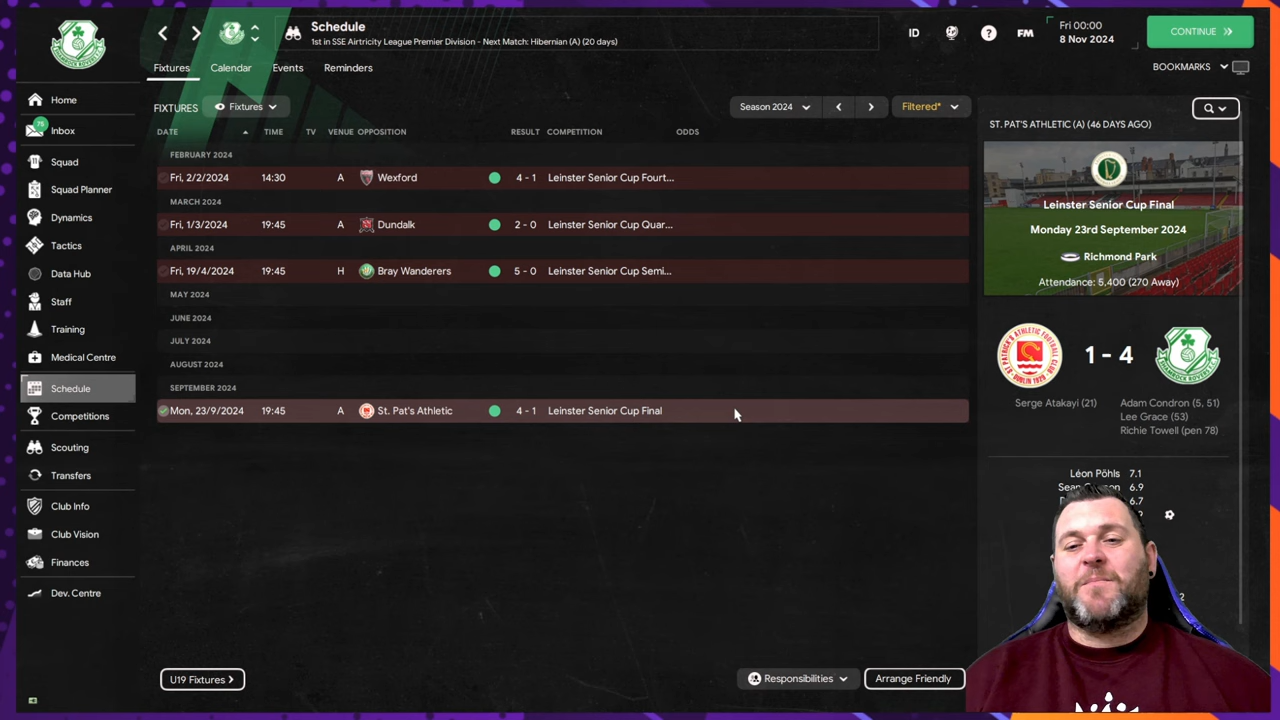 Schedule
1st in SSE Airtricity League Premier Division - Next Match: Hibernian (A) (20 days)
ID
?
FM
Fri 00:00
8 Nov 2024
CONTINUE
Fixtures
Calendar
Events
Reminders
BOOKMARKS
Home
75
Inbox
Squad
Squad Planner
Dynamics
Tactics
Data Hub
Staff
Training
Medical Centre
Schedule
Competitions
Scouting
Transfers
Club Info
Club Vision
Finances
Dev. Centre
FIXTURES
Fixtures
Season 2024
Filtered*
DATE TIME TV VENUE OPPOSITION RESULT COMPETITION ODDS
FEBRUARY 2024
Fri, 2/2/2024 14:30 A Wexford 4 - 1 Leinster Senior Cup Fourt...
MARCH 2024
Fri, 1/3/2024 19:45 A Dundalk 2 - 0 Leinster Senior Cup Quar...
APRIL 2024
Fri, 19/4/2024 19:45 H Bray Wanderers 5 - 0 Leinster Senior Cup Semi...
MAY 2024
JUNE 2024
JULY 2024
AUGUST 2024
SEPTEMBER 2024
Mon, 23/9/2024 19:45 A St. Pat's Athletic 4 - 1 Leinster Senior Cup Final
U19 Fixtures >
Responsibilities
Arrange Friendly
ST. PAT'S ATHLETIC (A) (46 DAYS AGO)
Leinster Senior Cup Final
Monday 23rd September 2024
Richmond Park
Attendance: 5,400 (270 Away)
1 - 4
Serge Atakayi (21)
Adam Condron (5, 51)
Lee Grace (53)
Richie Towell (pen 78)
Léon Pöhls 7.1
6.9
6.7